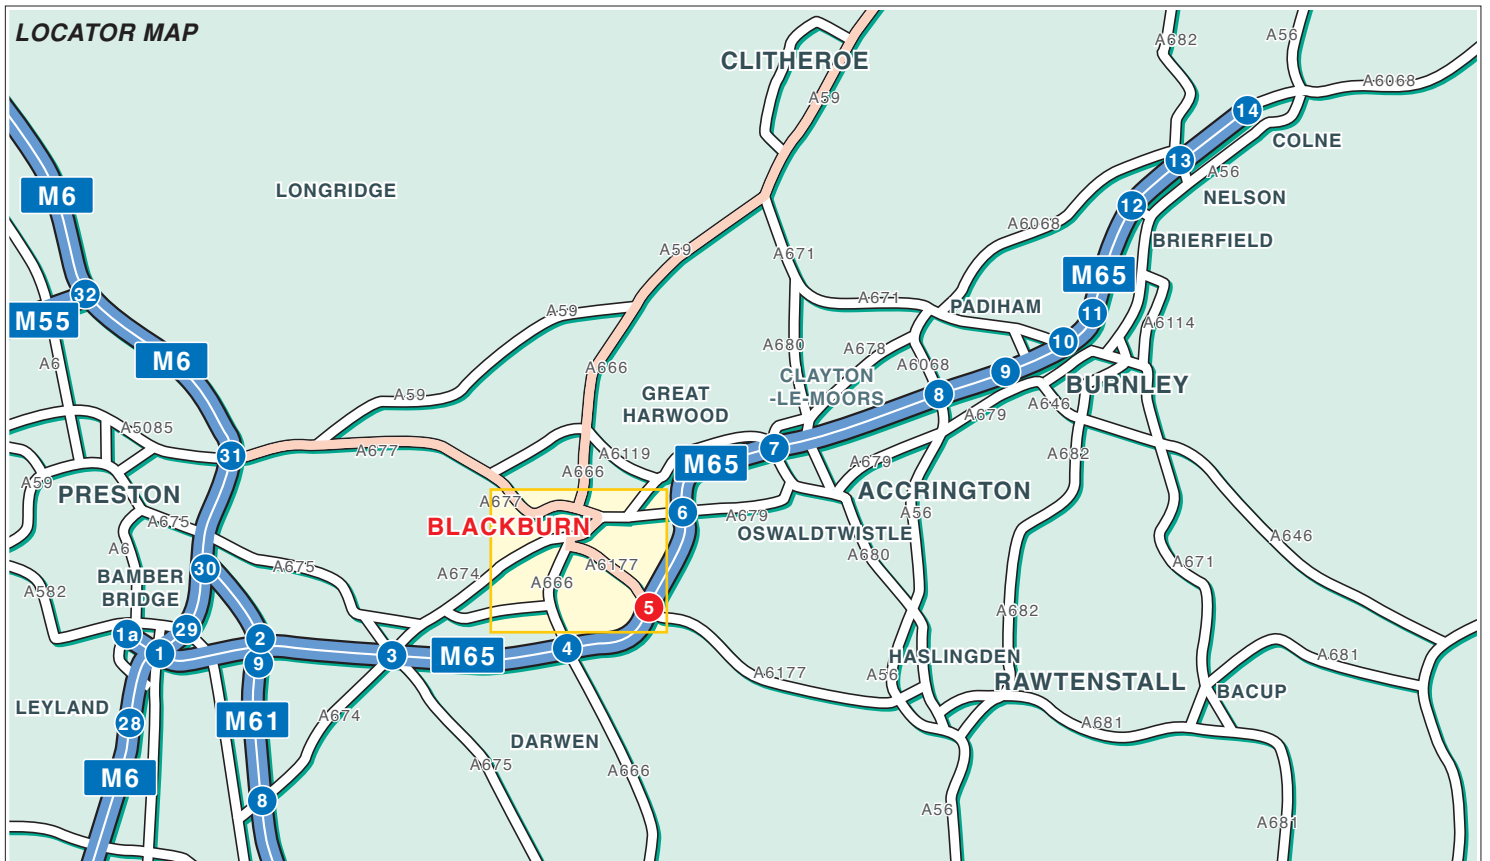 LOCATOR MAP
CLITHEROE
A682
A56
A6068
A59
14
COLNE
13
A56
LONGRIDGE
M6
12
NELSON
A6068
BRIERFIELD
A59
A671
M65
32
M55
A59
A671
PADIHAM
11
A6114
M6
A6
A680
A678
10
A666
A6068
9
CLAYTON
-LE-MOORS
BURNLEY
GREAT
HARWOOD
A59
8
A646
A679
A5085
A677
31
A6119
7
M65
A679
A682
A666
A59
PRESTON
A677
ACCRINGTON
A675
BLACKBURN
6
A679
A56
OSWALDTWISTLE
A646
A6
A680
A671
30
A675
A674
A6177
BAMBER
BRIDGE
A666
A582
5
A682
1a
29
2
1
9
3
M65
4
HASLINGDEN
A681
A6177
A56
RAWTENSTALL
BACUP
LEYLAND
28
M61
A674
A681
DARWEN
A675
A666
M6
8
A56
A681